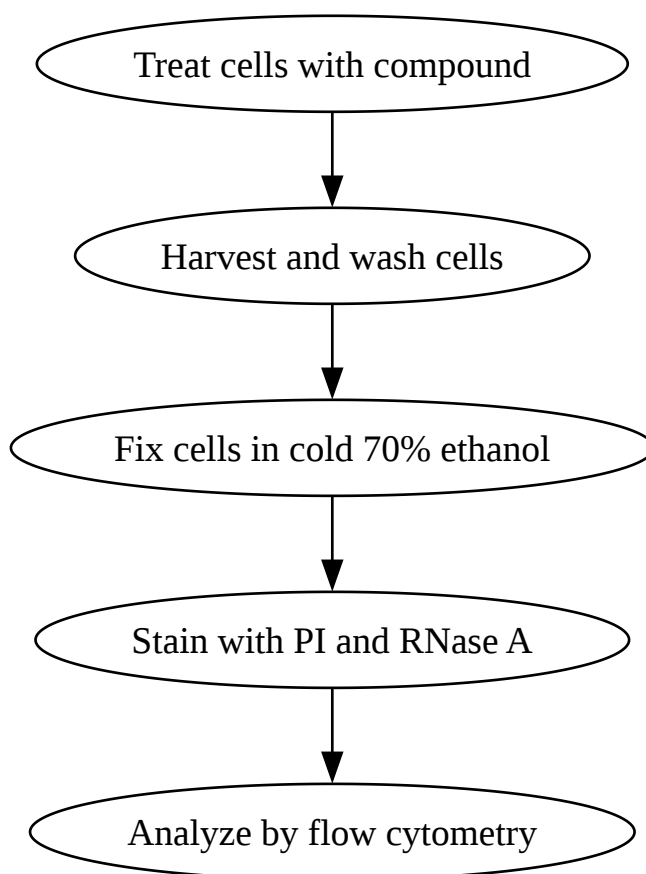 Treat cells with compound
Harvest and wash cells
Fix cells in cold 70% ethanol
Stain with PI and RNase A
Analyze by flow cytometry